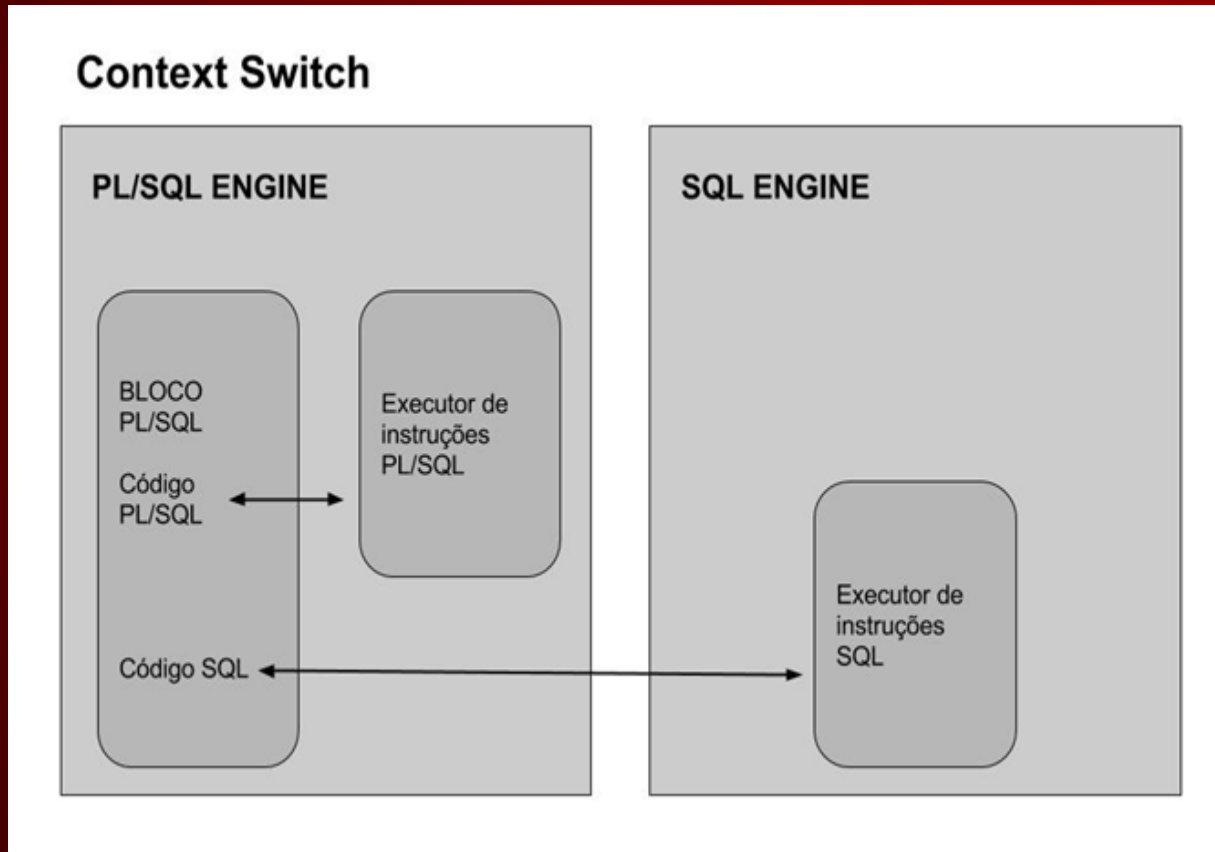 Context Switch
PL/SQL ENGINE
BLOCO
PL/SQL
Código
PL/SQL
Código SQL
Executor de
instruções
PL/SQL
SQL ENGINE
Executor de
instruções
SQL